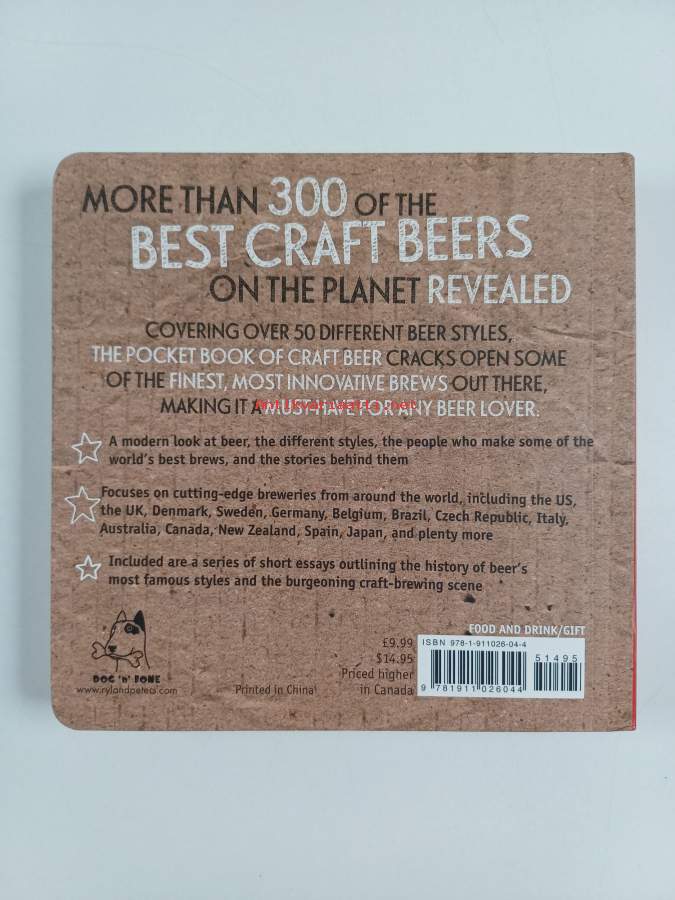 MORE THAN 300 OF THE
BEST CRAFT BEERS
ON THE PLANET REVEALED
COVERING OVER 50 DIFFERENT BEER STYLES,
THE POCKET BOOK OF CRAFT BEER CRACKS OPEN SOME
OF THE FINEST, MOST INNOVATIVE BREWS OUT THERE,
MAKING IT A MUST-HAVE FOR ANY BEER LOVER.
A modern look at beer, the different styles, the people who make some of the
world's best brews, and the stories behind them
Focuses on cutting-edge breweries from around the world, including the US,
the UK, Denmark, Sweden, Germany, Belgium, Brazil, Czech Republic, Italy,
Australia, Canada, New Zealand, Spain, Japan, and plenty more
Included are a series of short essays outlining the history of beer's
most famous styles and the burgeoning craft-brewing scene
DOG 'n' BONE
www.rylandpeters.com
Printed in China
£9.99
$14.95
Priced higher
in Canada
FOOD AND DRINK/GIFT
ISBN 978-1-911026-04-4
51495
9 781911 026044